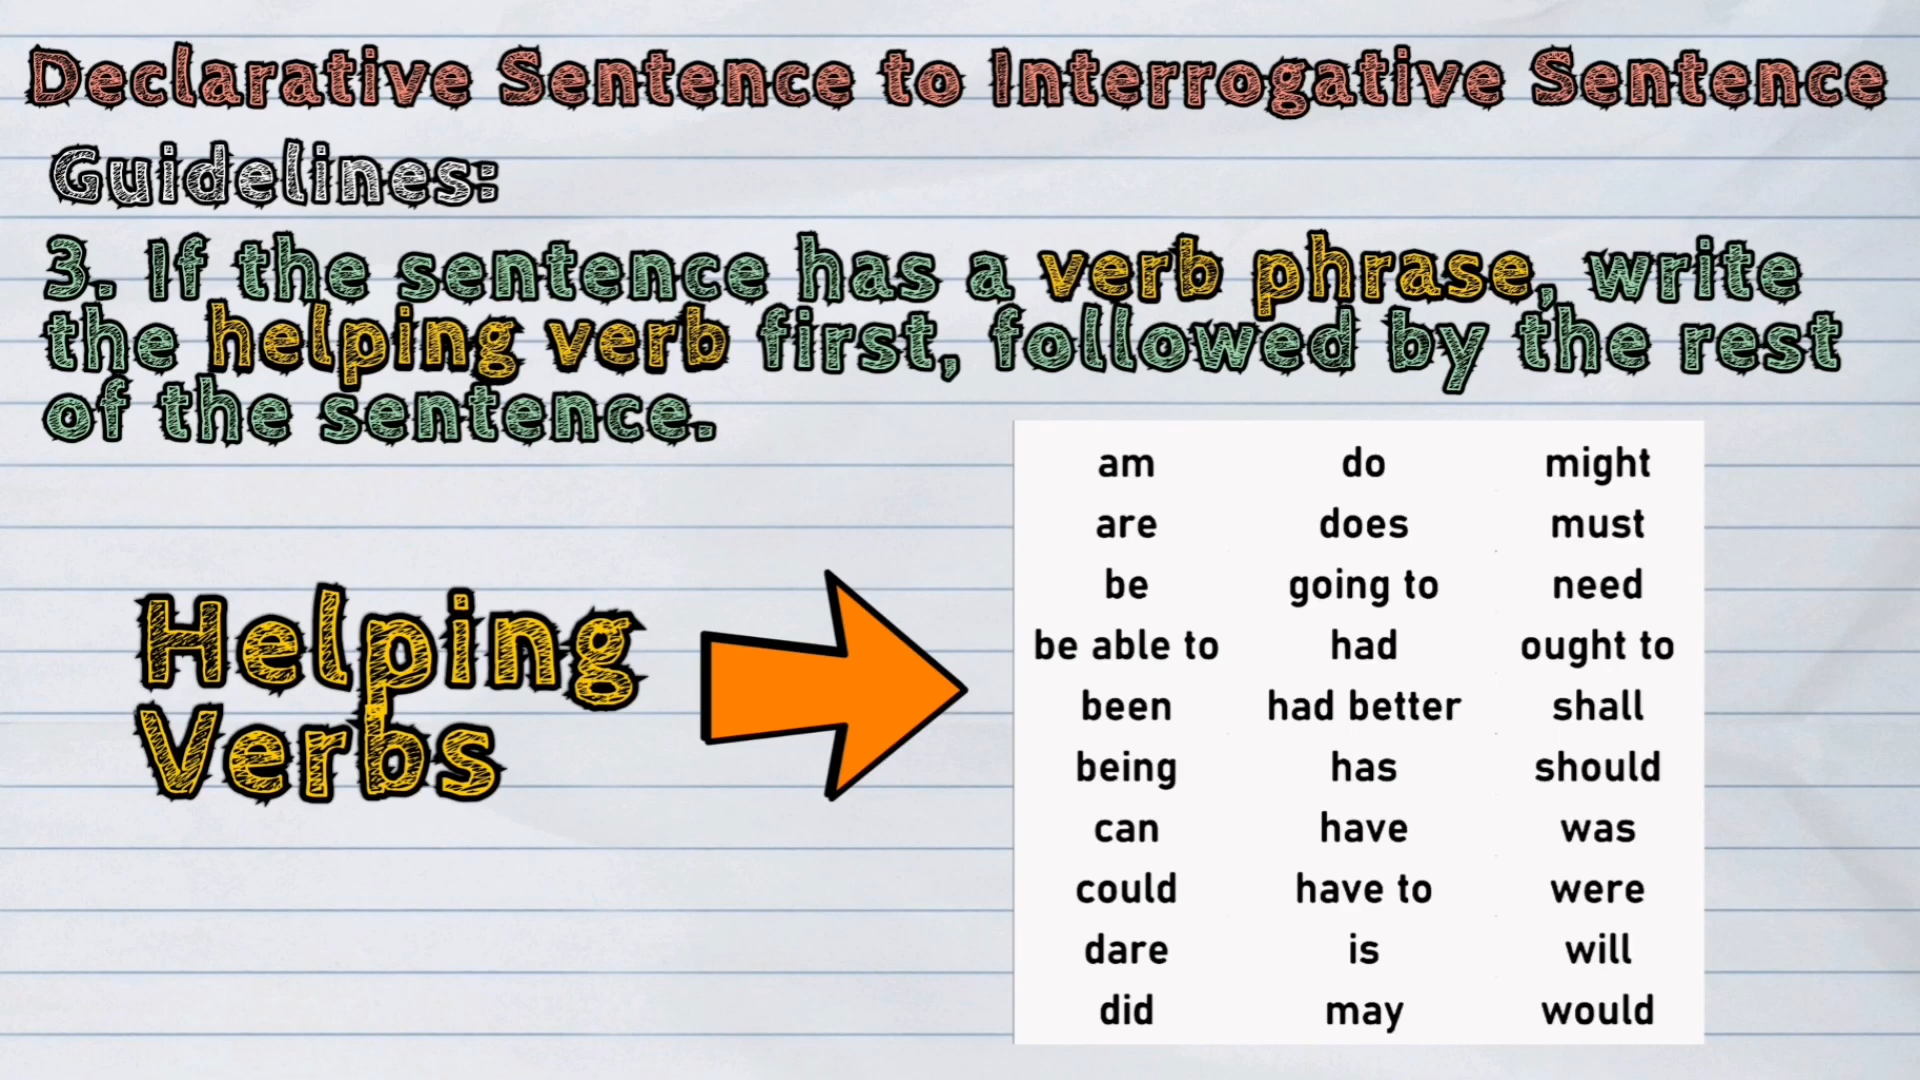 Declarative Sentence to Interrogative Sentence
Guidelines:
3. If the sentence has a verb phrase, write
the helping verb first, followed by the rest
of the sentence.
Helping
Verbs
am do might
are does must
be going to need
be able to had ought to
been had better shall
being has should
can have was
could have to were
dare is will
did may would